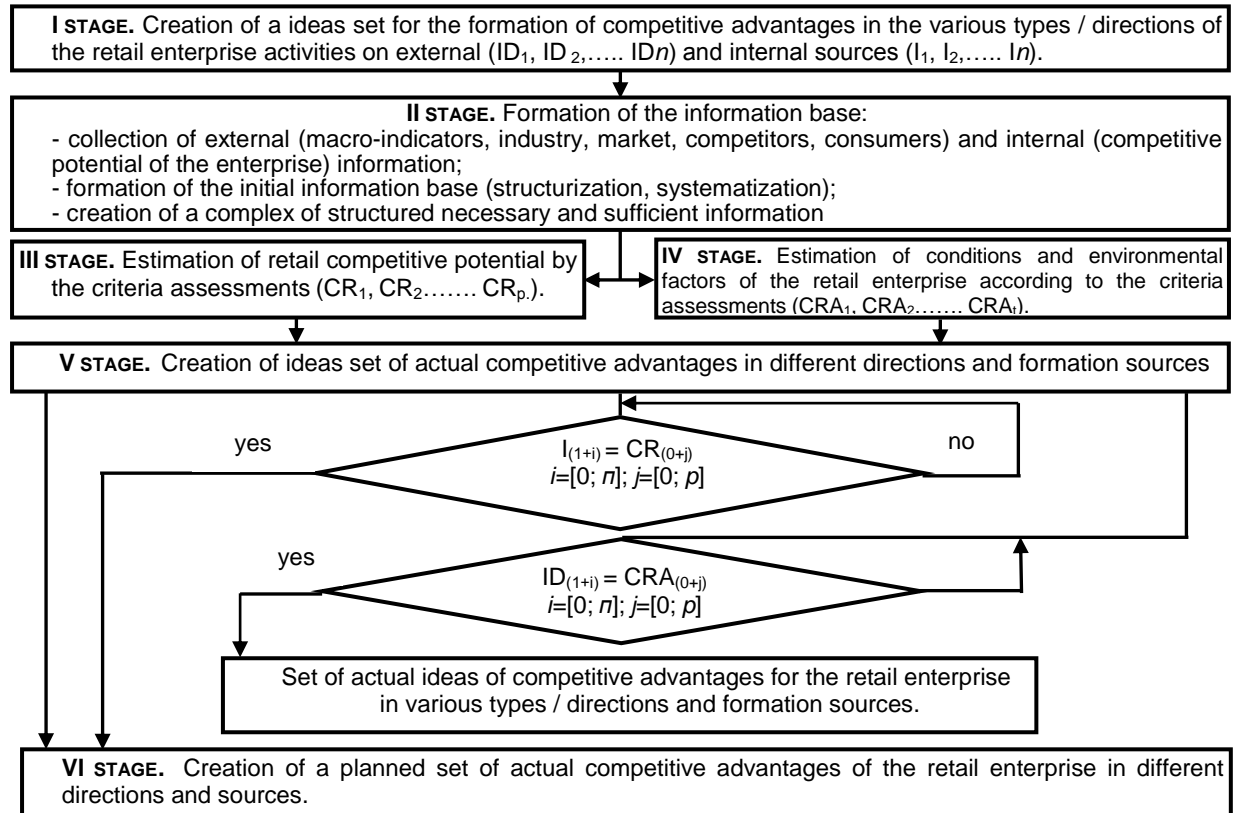 I STAGE. Creation of a ideas set for the formation of competitive advantages in the various types / directions of
the retail enterprise activities on external (ID₁, ID ₂,….. IDn) and internal sources (I₁, I₂,….. In).
II STAGE. Formation of the information base:
- collection of external (macro-indicators, industry, market, competitors, consumers) and internal (competitive
potential of the enterprise) information;
- formation of the initial information base (structurization, systematization);
- creation of a complex of structured necessary and sufficient information
III STAGE. Estimation of retail competitive potential by
the criteria assessments (CR₁, CR₂……. CRₚ.).
IV STAGE. Estimation of conditions and environmental
factors of the retail enterprise according to the criteria
assessments (CRA₁, CRA₂……. CRAₜ).
V STAGE. Creation of ideas set of actual competitive advantages in different directions and formation sources
yes
I₍₁₊ᵢ₎ = CR₍₀₊ⱼ₎
i=[0; п]; j=[0; p]
no
yes
ID₍₁₊ᵢ₎ = CRA₍₀₊ⱼ₎
i=[0; п]; j=[0; p]
Set of actual ideas of competitive advantages for the retail enterprise
in various types / directions and formation sources.
VI STAGE. Creation of a planned set of actual competitive advantages of the retail enterprise in different
directions and sources.